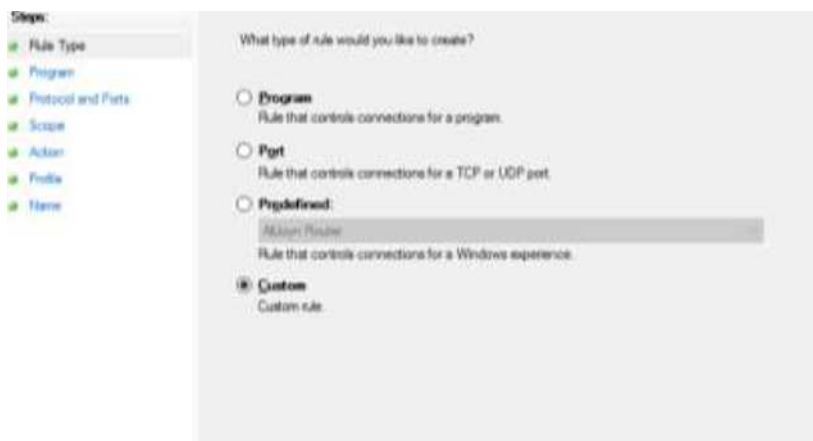 Steps:
Rule Type
Program
Protocol and Ports
Scope
Action
Profile
Name
What type of rule would you like to create?
Program
Rule that controls connections for a program.
Port
Rule that controls connections for a TCP or UDP port.
Predefined:
AllJoyn Router
Rule that controls connections for a Windows experience.
Custom
Custom rule.